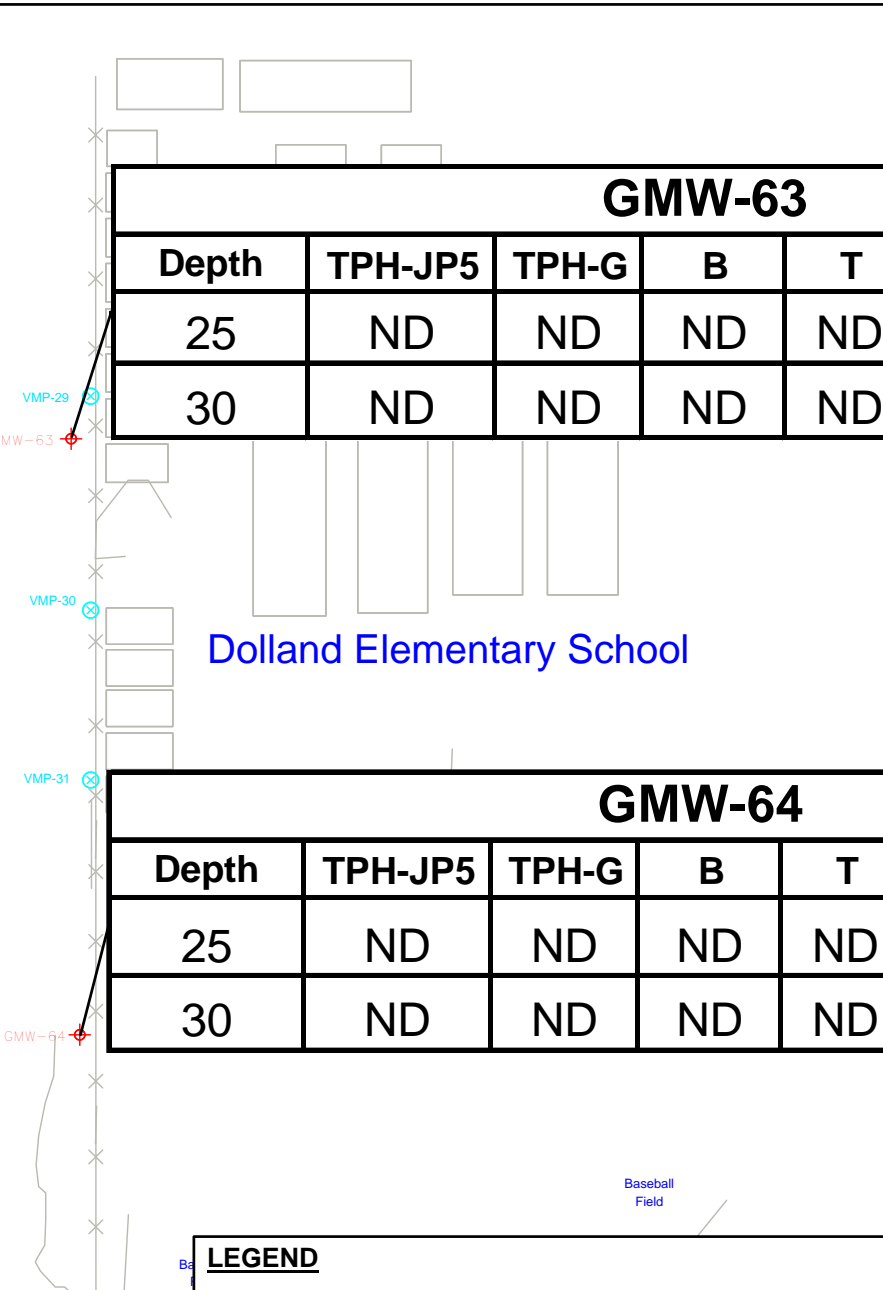 GMW-63
Depth TPH-JP5 TPH-G B T
25 ND ND ND ND
30 ND ND ND ND
VMP-29
MW-63
VMP-30
Dolland Elementary School
VMP-31
GMW-64
Depth TPH-JP5 TPH-G B T
25 ND ND ND ND
30 ND ND ND ND
GMW-64
Baseball
Field
Ba
LEGEND